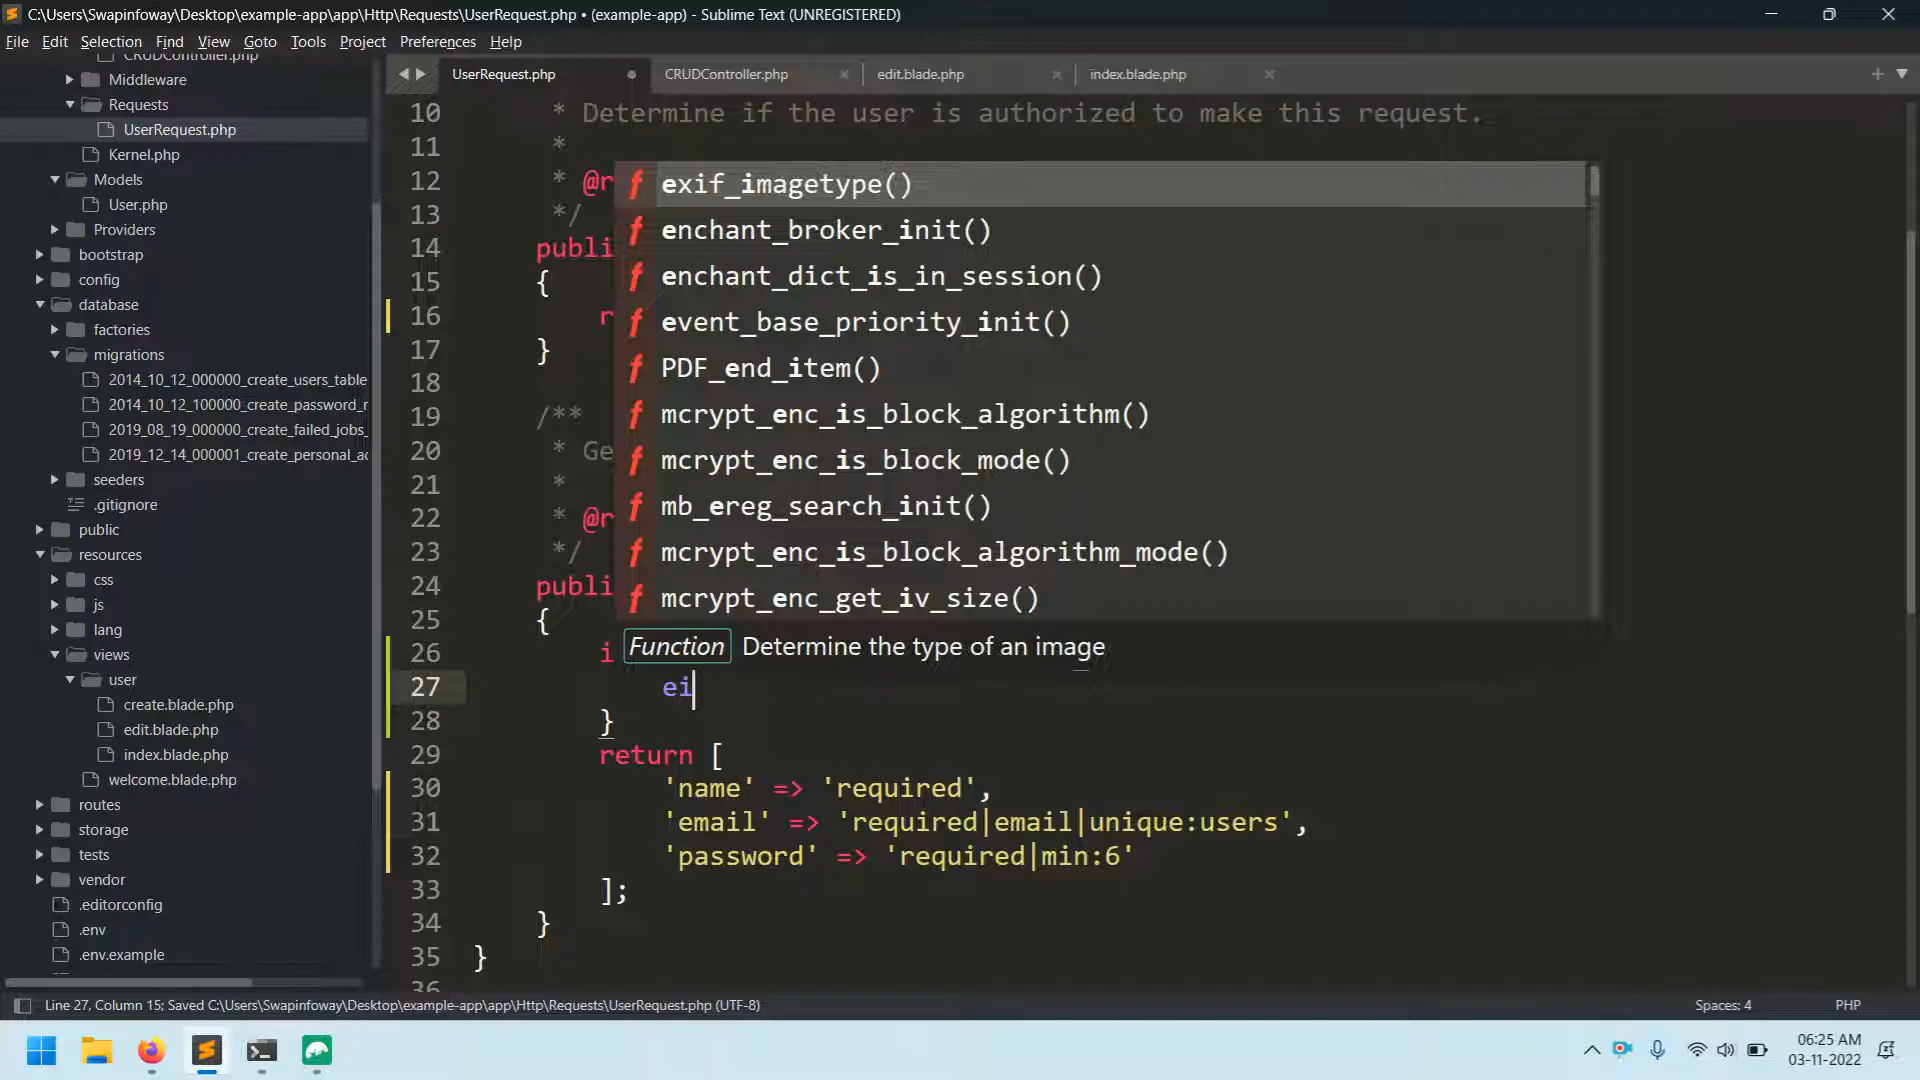 C:\Users\Swapinfoway\Desktop\example-app\app\Http\Requests\UserRequest.php • (example-app) - Sublime Text (UNREGISTERED)
File Edit Selection Find View Goto Tools Project Preferences Help
CRUDController.php
Middleware
Requests
UserRequest.php
Kernel.php
Models
User.php
Providers
bootstrap
config
database
factories
migrations
2014_10_12_000000_create_users_table
2014_10_12_100000_create_password_r
2019_08_19_000000_create_failed_jobs_
2019_12_14_000001_create_personal_ac
seeders
.gitignore
public
resources
css
js
lang
views
user
create.blade.php
edit.blade.php
index.blade.php
welcome.blade.php
routes
storage
tests
vendor
.editorconfig
.env
.env.example
UserRequest.php CRUDController.php edit.blade.php index.blade.php
10 * Determine if the user is authorized to make this request.
11 *
12 * @r
13 */
14 publi
15 {
16 r
17 }
18
19 /**
20 * Ge
21 *
22 * @r
23 */
24 publi
25 {
26 i
27 ei
28 }
29 return [
30 'name' => 'required',
31 'email' => 'required|email|unique:users',
32 'password' => 'required|min:6'
33 ];
34 }
35 }
36
f exif_imagetype()
f enchant_broker_init()
f enchant_dict_is_in_session()
f event_base_priority_init()
f PDF_end_item()
f mcrypt_enc_is_block_algorithm()
f mcrypt_enc_is_block_mode()
f mb_ereg_search_init()
f mcrypt_enc_is_block_algorithm_mode()
f mcrypt_enc_get_iv_size()
Function Determine the type of an image
Line 27, Column 15; Saved C:\Users\Swapinfoway\Desktop\example-app\app\Http\Requests\UserRequest.php (UTF-8) Spaces: 4 PHP
06:25 AM
03-11-2022